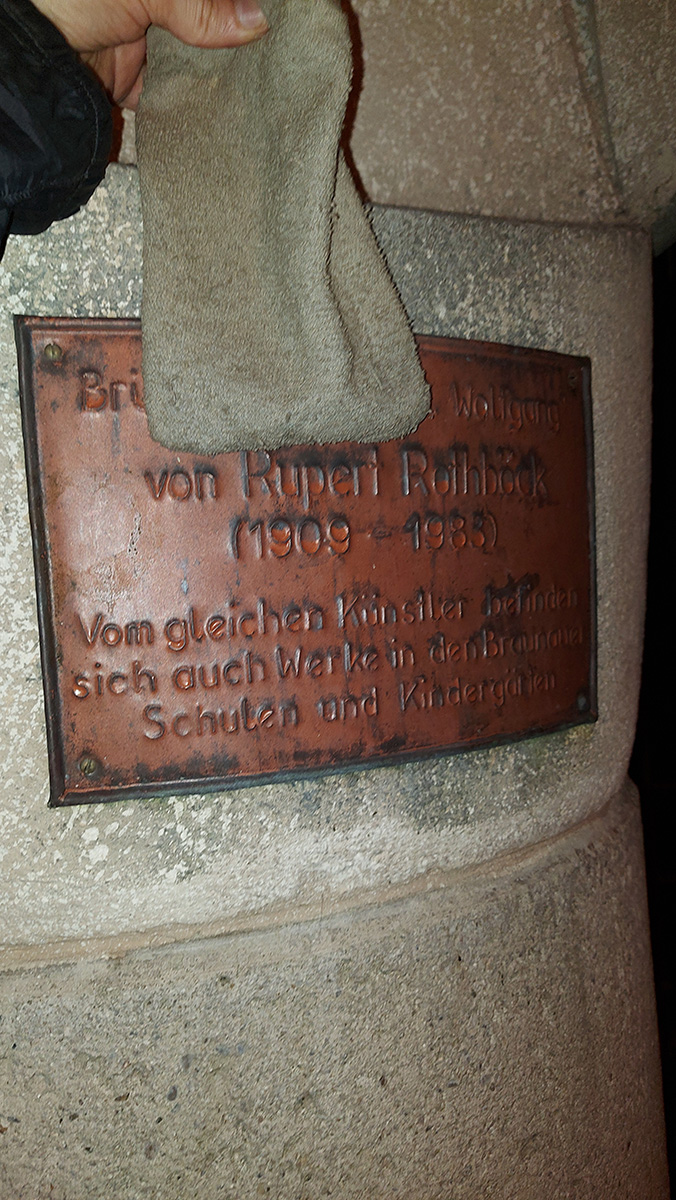 Brü Wolfgang
von Rupert Rothböck
(1909 - 1985)
Vom gleichen Künstler befinden
sich auch Werke in den Braunauer
Schulen und Kindergärten